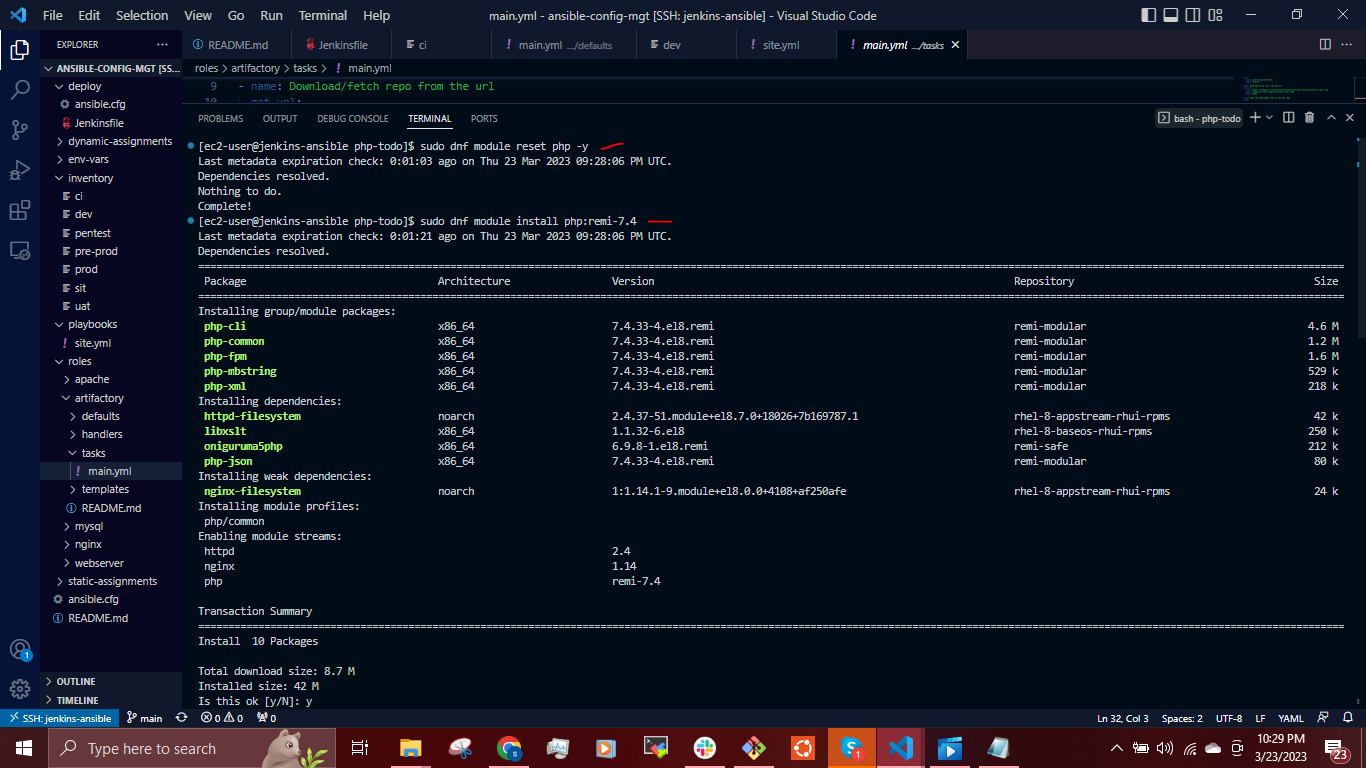 File Edit Selection View Go Run Terminal Help main.yml - ansible-config-mgt [SSH: jenkins-ansible] - Visual Studio Code
EXPLORER
README.md Jenkinsfile ci main.yml .../defaults dev site.yml main.yml .../tasks
ANSIBLE-CONFIG-MGT [SS...
roles > artifactory > tasks > main.yml
deploy
ansible.cfg
Jenkinsfile
dynamic-assignments
env-vars
inventory
ci
dev
pentest
pre-prod
prod
sit
uat
playbooks
site.yml
roles
apache
artifactory
defaults
handlers
tasks
main.yml
templates
README.md
mysql
nginx
webserver
static-assignments
ansible.cfg
README.md
OUTLINE
TIMELINE
9 - name: Download/fetch repo from the url
10 get_url:
PROBLEMS OUTPUT DEBUG CONSOLE TERMINAL PORTS
bash - php-todo
[ec2-user@jenkins-ansible php-todo]$ sudo dnf module reset php -y
Last metadata expiration check: 0:01:03 ago on Thu 23 Mar 2023 09:28:06 PM UTC.
Dependencies resolved.
Nothing to do.
Complete!
[ec2-user@jenkins-ansible php-todo]$ sudo dnf module install php:remi-7.4
Last metadata expiration check: 0:01:21 ago on Thu 23 Mar 2023 09:28:06 PM UTC.
Dependencies resolved.
Package Architecture Version Repository Size
Installing group/module packages:
php-cli x86_64 7.4.33-4.el8.remi remi-modular 4.6 M
php-common x86_64 7.4.33-4.el8.remi remi-modular 1.2 M
php-fpm x86_64 7.4.33-4.el8.remi remi-modular 1.6 M
php-mbstring x86_64 7.4.33-4.el8.remi remi-modular 529 k
php-xml x86_64 7.4.33-4.el8.remi remi-modular 218 k
Installing dependencies:
httpd-filesystem noarch 2.4.37-51.module+el8.7.0+18026+7b169787.1 rhel-8-appstream-rhui-rpms 42 k
libxslt x86_64 1.1.32-6.el8 rhel-8-baseos-rhui-rpms 250 k
oniguruma5php x86_64 6.9.8-1.el8.remi remi-safe 212 k
php-json x86_64 7.4.33-4.el8.remi remi-modular 80 k
Installing weak dependencies:
nginx-filesystem noarch 1:1.14.1-9.module+el8.0.0+4108+af250afe rhel-8-appstream-rhui-rpms 24 k
Installing module profiles:
php/common
Enabling module streams:
httpd 2.4
nginx 1.14
php remi-7.4
Transaction Summary
Install 10 Packages
Total download size: 8.7 M
Installed size: 42 M
Is this ok [y/N]: y
SSH: jenkins-ansible main 0 0 0 Ln 32, Col 3 Spaces: 2 UTF-8 LF YAML
Type here to search
10:29 PM
3/23/2023
1
1
23